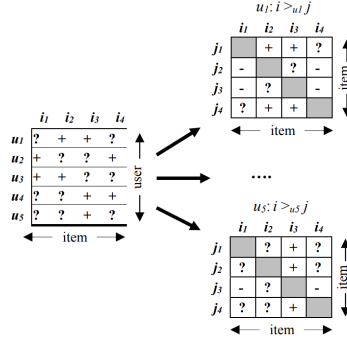 u1: i >u1 j
i1 i2 i3 i4
j1 + + ?
j2 - ? -
j3 - ? -
j4 ? + +
item
item
i1 i2 i3 i4
u1 ? + + ?
u2 + ? ? +
u3 + + ? ?
u4 ? ? + +
u5 ? ? + ?
user
item
....
u5: i >u5 j
i1 i2 i3 i4
j1 ? + ?
j2 ? + ?
j3 - ? -
j4 ? ? +
item
item